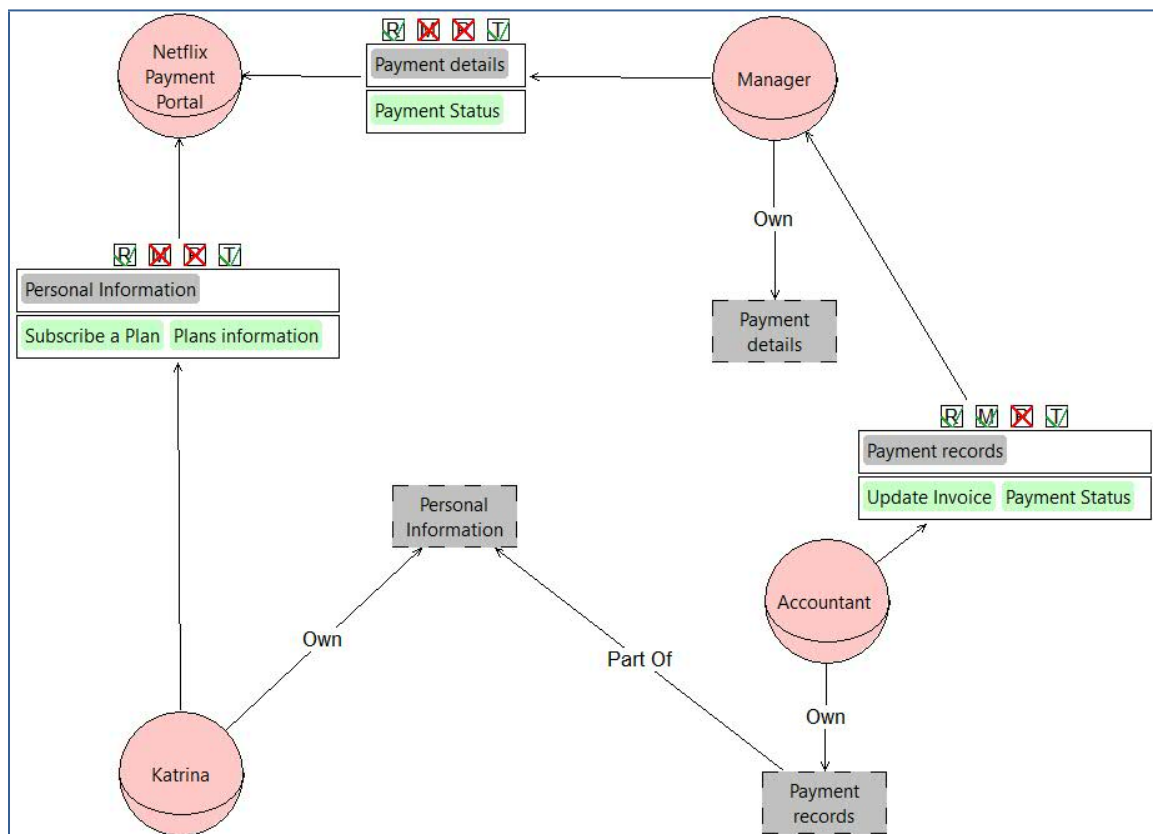 R M P T
Netflix
Payment
Portal
Payment details
Payment Status
Manager
Own
R M P T
Personal Information
Subscribe a Plan Plans information
Payment
details
R M P T
Payment records
Update Invoice Payment Status
Personal
Information
Accountant
Own
Part Of
Own
Katrina
Payment
records